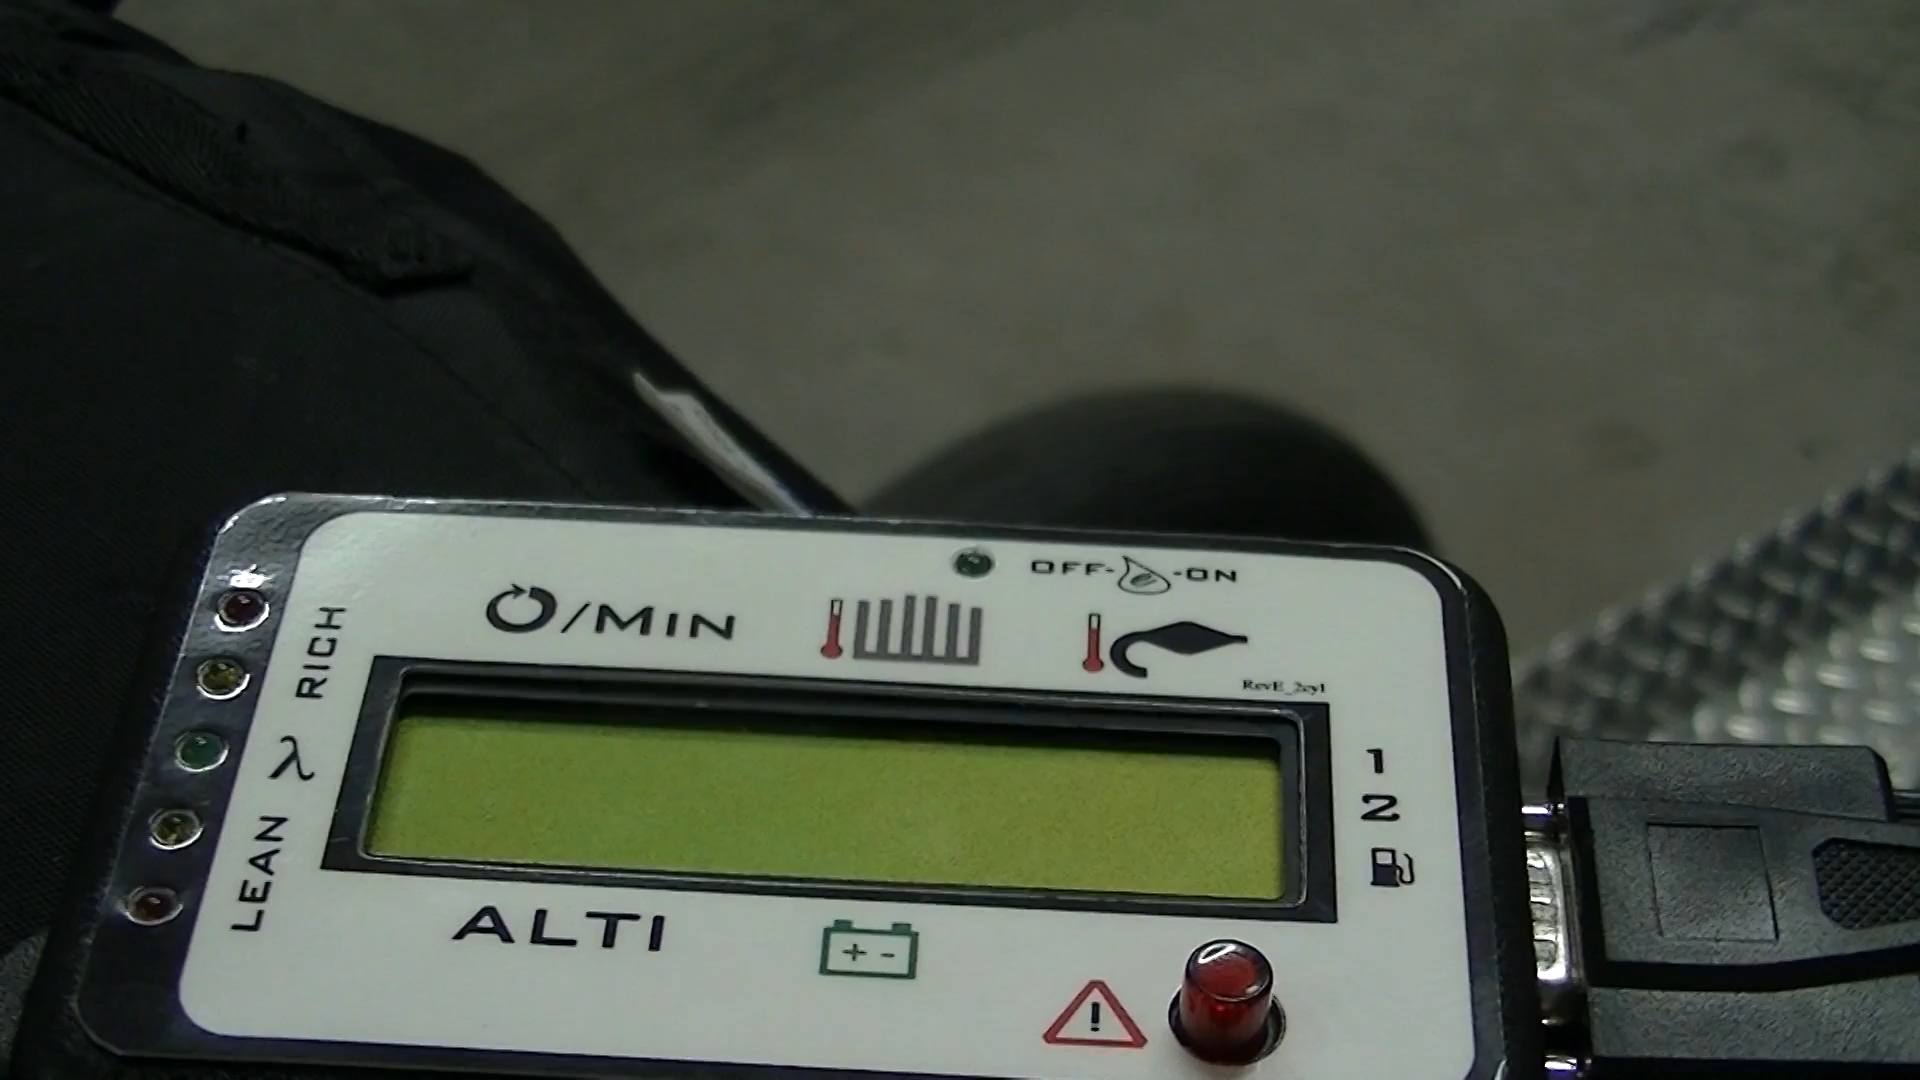 OFF- -ON
/MIN
RevE_2cyl
RICH
λ
LEAN
1
2
ALTI
+ -
!